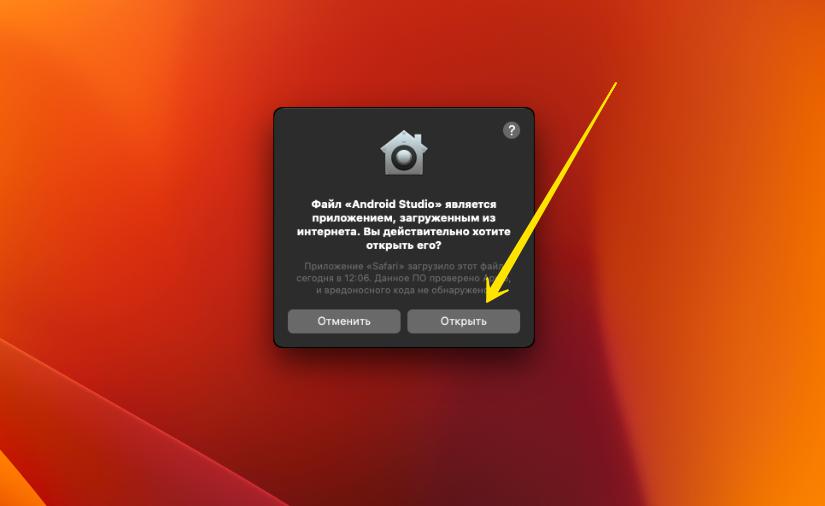 ?
Файл «Android Studio» является
приложением, загруженным из
интернета. Вы действительно хотите
открыть его?
Приложение «Safari» загрузило этот файл
сегодня в 12:06. Данное ПО проверено
и вредоносного кода не обнаружено
Отменить
Открыть